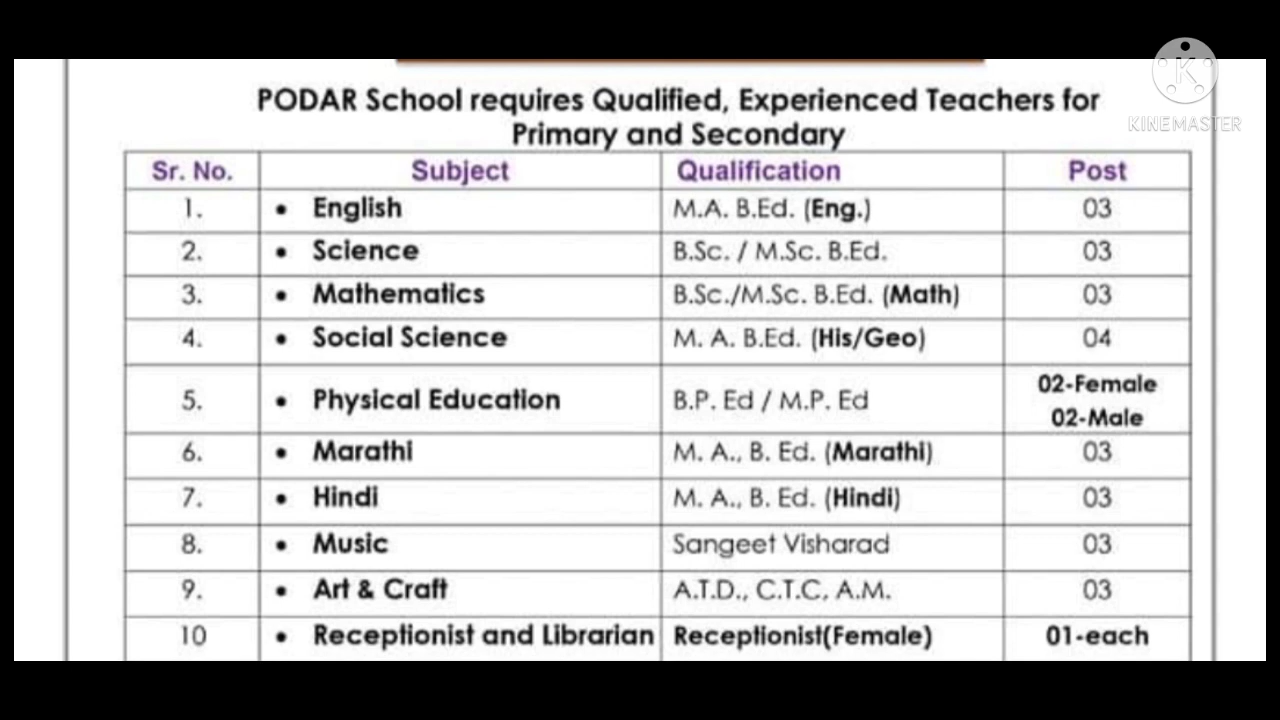 KINEMASTER
PODAR School requires Qualified, Experienced Teachers for
Primary and Secondary
Sr. No. Subject Qualification Post
1. • English M.A. B.Ed. (Eng.) 03
2. • Science B.Sc. / M.Sc. B.Ed. 03
3. • Mathematics B.Sc./M.Sc. B.Ed. (Math) 03
4. • Social Science M. A. B.Ed. (His/Geo) 04
5. • Physical Education B.P. Ed / M.P. Ed 02-Female
02-Male
6. • Marathi M. A., B. Ed. (Marathi) 03
7. • Hindi M. A., B. Ed. (Hindi) 03
8. • Music Sangeet Visharad 03
9. • Art & Craft A.T.D., C.T.C, A.M. 03
10 • Receptionist and Librarian Receptionist(Female) 01-each